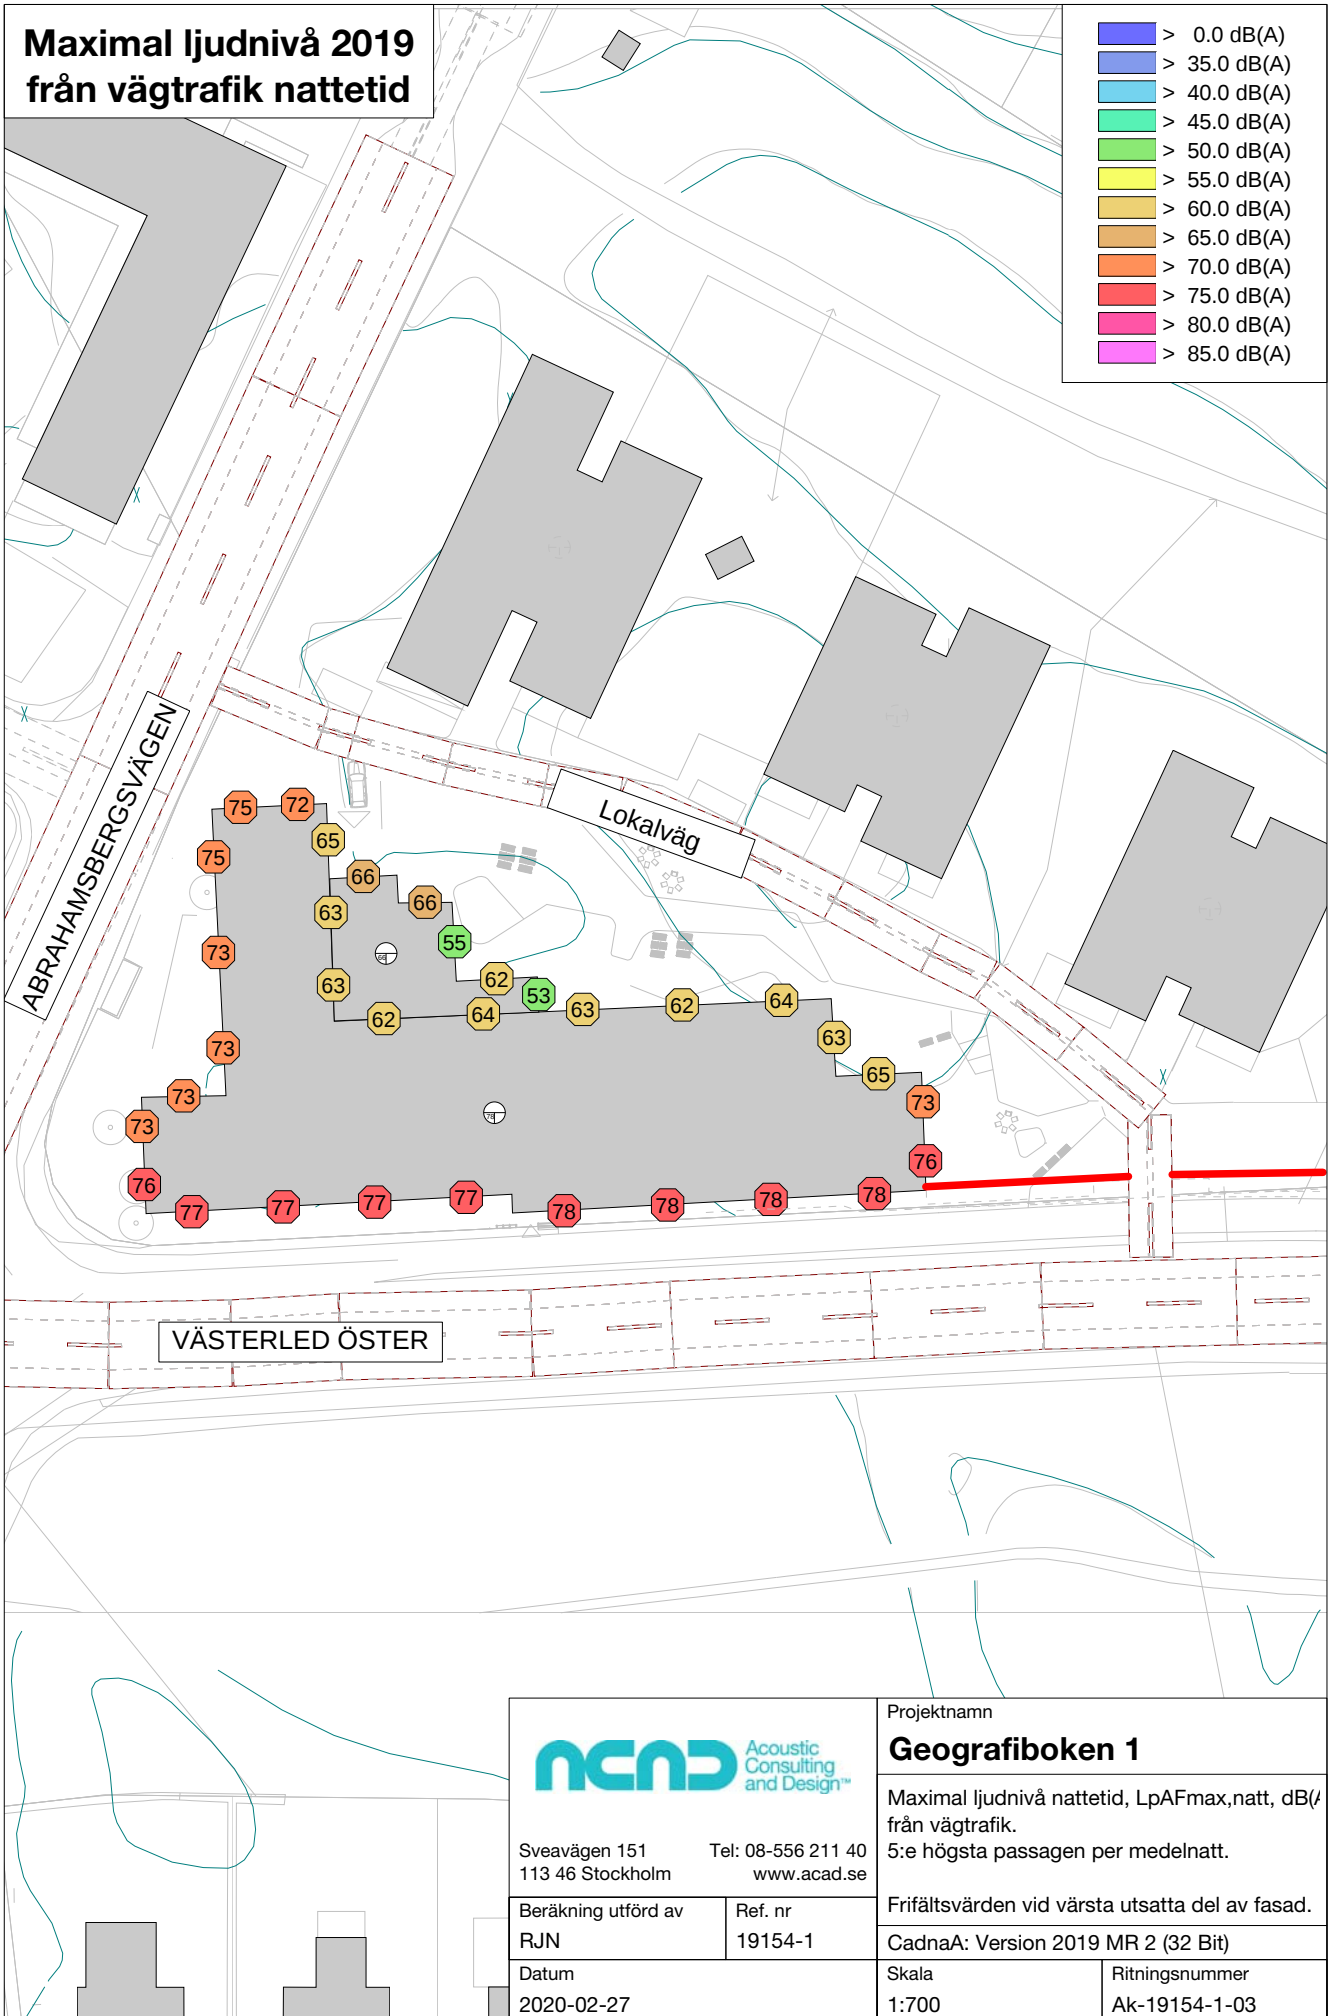 Maximal ljudnivå 2019
från vägtrafik nattetid
> 0.0 dB(A)
> 35.0 dB(A)
> 40.0 dB(A)
> 45.0 dB(A)
> 50.0 dB(A)
> 55.0 dB(A)
> 60.0 dB(A)
> 65.0 dB(A)
> 70.0 dB(A)
> 75.0 dB(A)
> 80.0 dB(A)
> 85.0 dB(A)
ABRAHAMSBERGSVÄGEN
Lokalväg
75 72
65
75
66
66
63
55
73
66
62
63
53
62 64 63 62 64
63
73
65
73
73
73
78
76
76
77 77 77 77 78 78 78 78
VÄSTERLED ÖSTER
ACAD
Acoustic
Consulting
and Design™
Sveavägen 151 Tel: 08-556 211 40
113 46 Stockholm www.acad.se
Beräkning utförd av
RJN
Ref. nr
19154-1
Datum
2020-02-27
Projektnamn
Geografiboken 1
Maximal ljudnivå nattetid, LpAFmax,natt, dB(A
från vägtrafik.
5:e högsta passagen per medelnatt.
Frifältsvärden vid värsta utsatta del av fasad.
CadnaA: Version 2019 MR 2 (32 Bit)
Skala
1:700
Ritningsnummer
Ak-19154-1-03